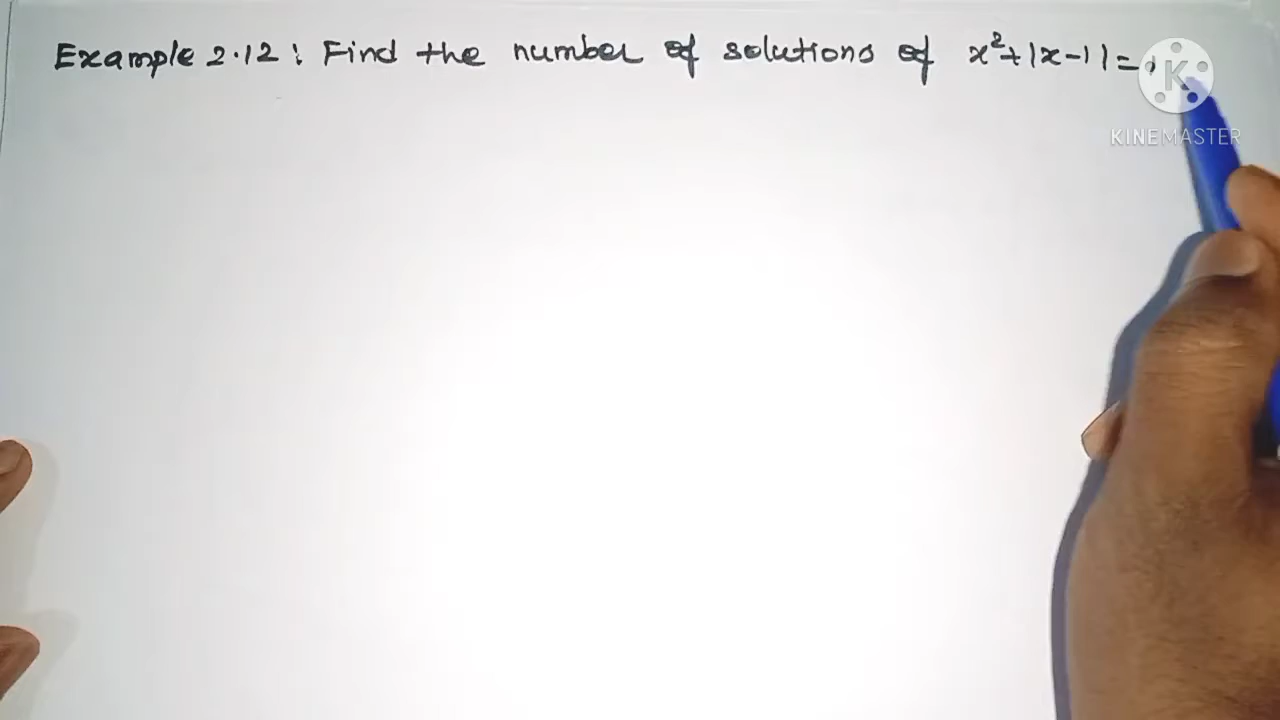 Example 2.12 : Find the number of solutions of x²+|x-1|=
K
KINEMASTER